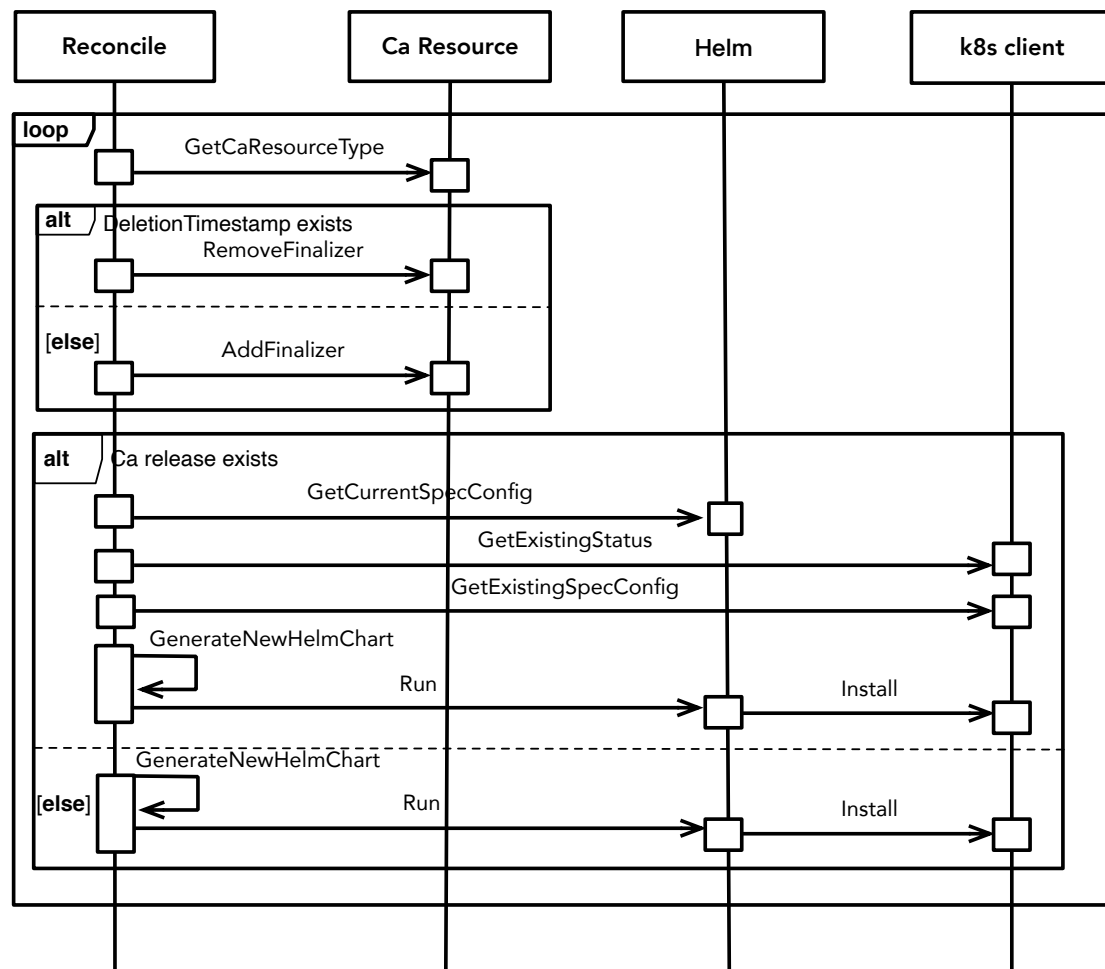 Reconcile
Ca Resource
Helm
k8s client
loop
GetCaResourceType
alt
DeletionTimestamp exists
RemoveFinalizer
[else]
AddFinalizer
alt
Ca release exists
GetCurrentSpecConfig
GetExistingStatus
GetExistingSpecConfig
GenerateNewHelmChart
Run
Install
GenerateNewHelmChart
[else]
Run
Install